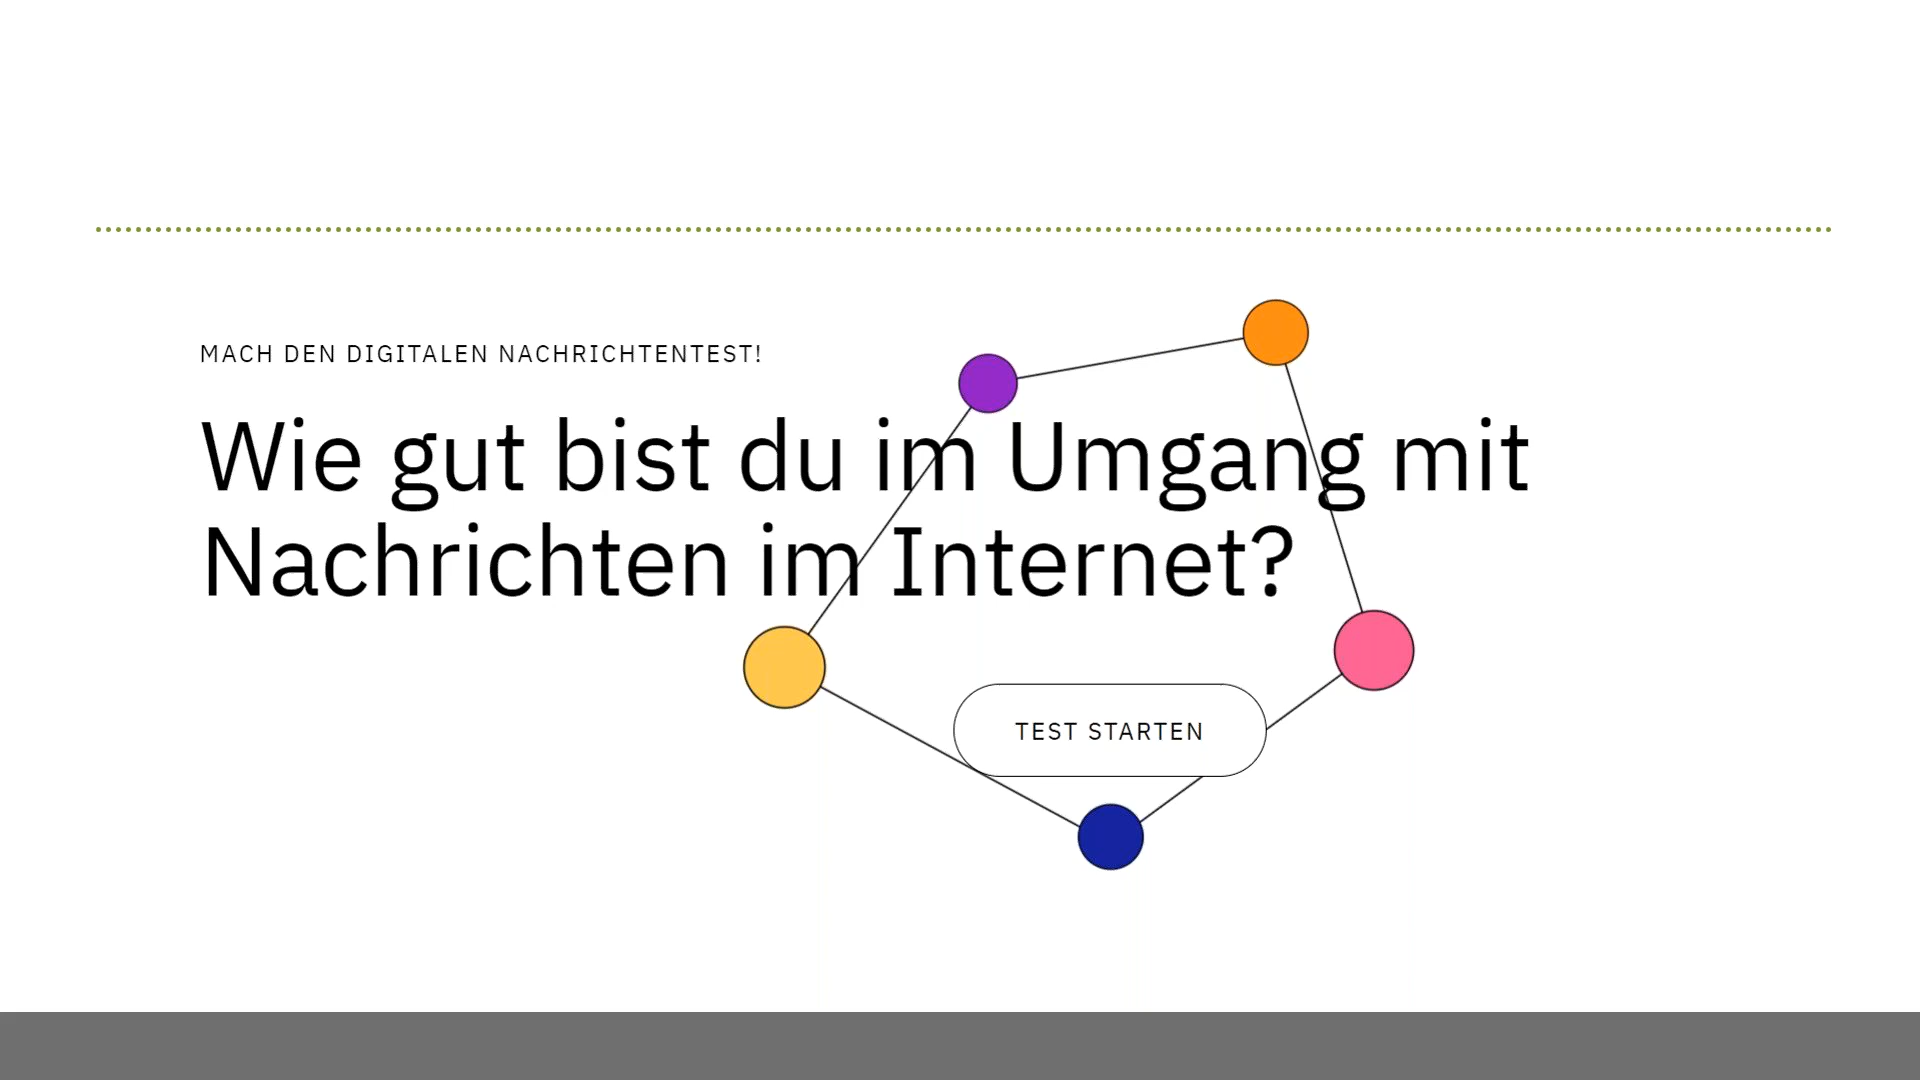 MACH DEN DIGITALEN NACHRICHTENTEST!
Wie gut bist du im Umgang mit
Nachrichten im Internet?
TEST STARTEN